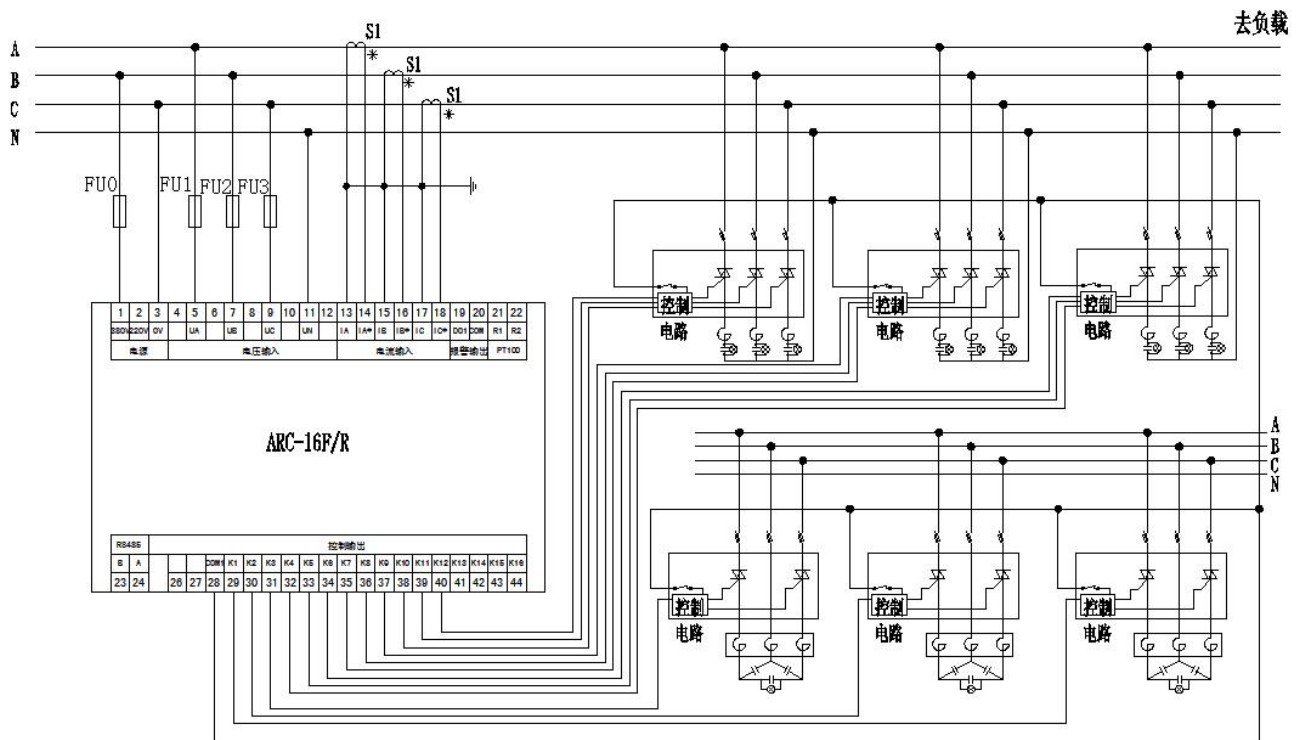 去负载
A
S1
*
B
S1
*
C
S1
*
N
FU0
FU1
FU2
FU3
1 2 3 4 5 6 7 8 9 10 11 12 13 14 15 16 17 18 19 20 21 22
380V 220V 0V UA UB UC UN IA IA* IB IB* IC IC* DO1 COM R1 R2
电源 电压输入 电流输入 报警输出 PT100
控制
电路
控制
电路
控制
电路
ARC-16F/R
A
B
C
N
RS485 控制输出
B A COM1 K1 K2 K3 K4 K5 K6 K7 K8 K9 K10 K11 K12 K13 K14 K15 K16
23 24 26 27 28 29 30 31 32 33 34 35 36 37 38 39 40 41 42 43 44
控制
电路
控制
电路
控制
电路